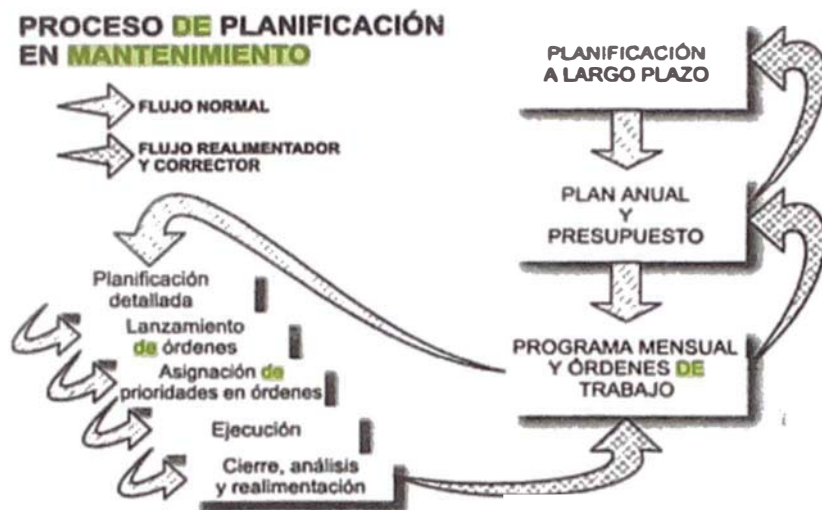 PROCESO DE PLANIFICACIÓN
EN MANTENIMIENTO
FLUJO NORMAL
FLUJO REALIMENTADOR
Y CORRECTOR
PLANIFICACIÓN
A LARGO PLAZO
PLAN ANUAL
Y
PRESUPUESTO
PROGRAMA MENSUAL
Y ÓRDENES DE
TRABAJO
Planificación
detallada
Lanzamiento
de órdenes
Asignación de
prioridades en órdenes
Ejecución
Cierre, análisis
y realimentación